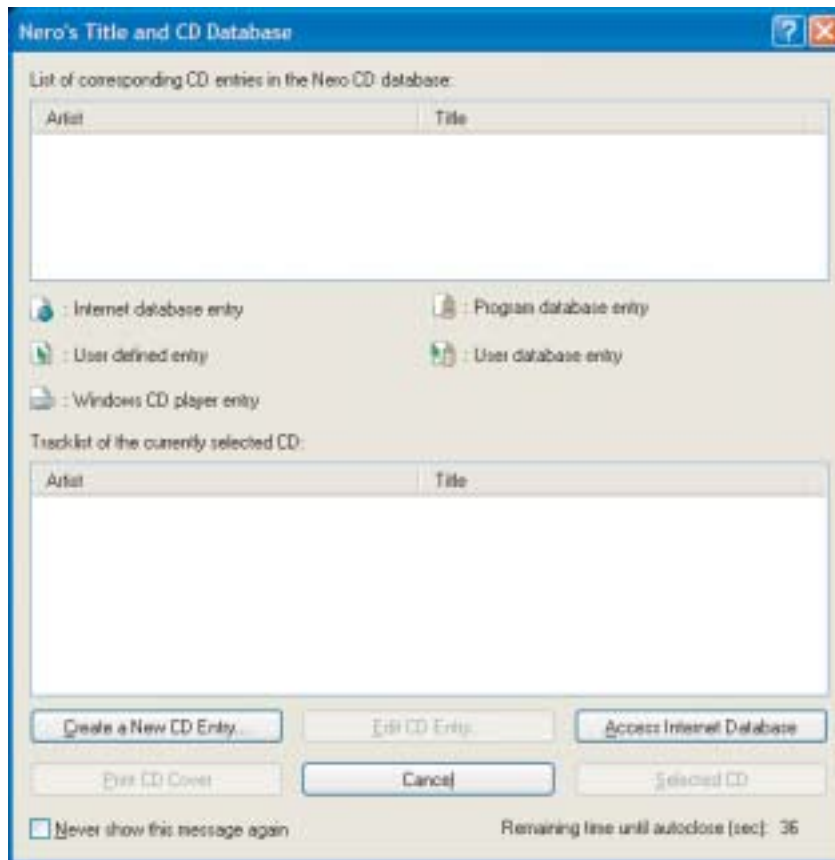 Nero's Title and CD Database
List of corresponding CD entries in the Nero CD database:
Artist Title
: Internet database entry : Program database entry
: User defined entry : User database entry
: Windows CD player entry
Tracklist of the currently selected CD:
Artist Title
Create a New CD Entry... Edit CD Entry... Access Internet Database
Print CD Cover Cancel Selected CD
Never show this message again Remaining time until autoclose (sec): 36